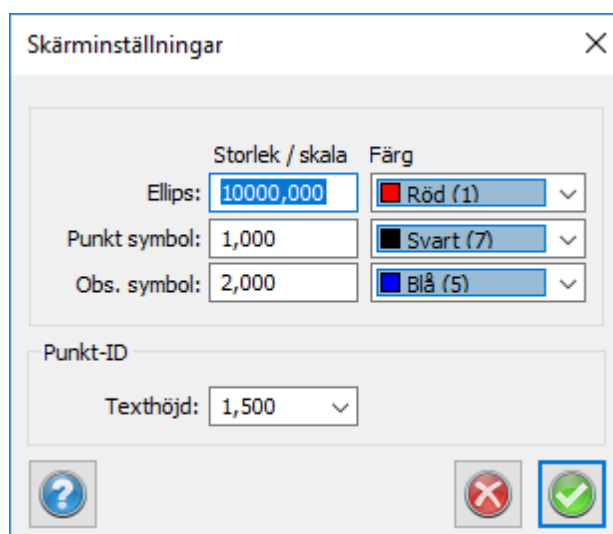 Skärminställningar
Storlek / skala Färg
Ellips: 10000,000 Röd (1)
Punkt symbol: 1,000 Svart (7)
Obs. symbol: 2,000 Blå (5)
Punkt-ID
Texthöjd: 1,500
?